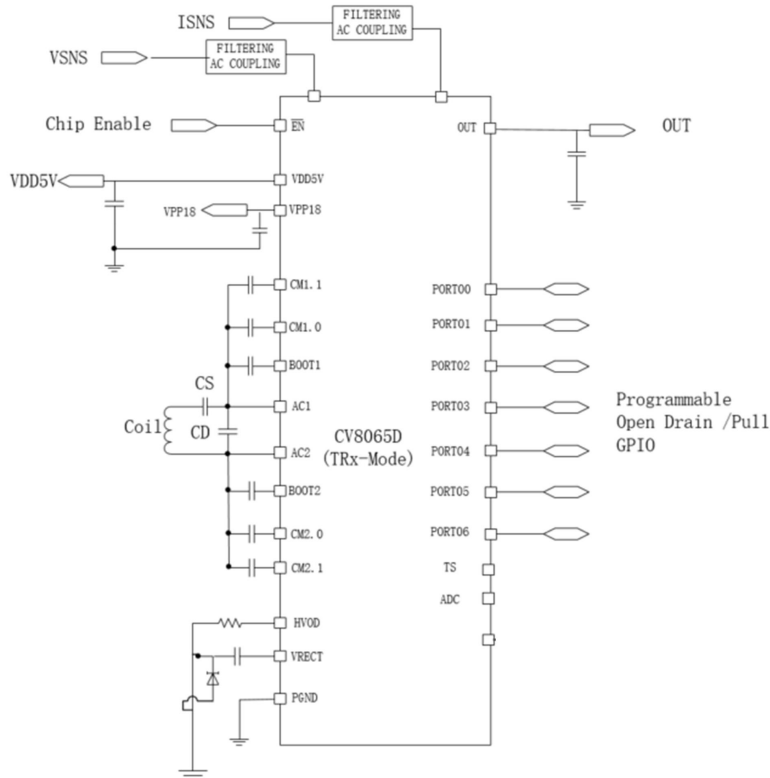 ISNS
FILTERING
AC COUPLING
VSNS
FILTERING
AC COUPLING
Chip Enable
EN
OUT
OUT
VDD5V
VDD5V
VPP18
VPP18
CM1.1
PORT00
CM1.0
PORT01
BOOT1
PORT02
CS
AC1
PORT03
Programmable
Open Drain /Pull
GPIO
Coil
CD
CV8065D
(TRx-Mode)
AC2
PORT04
BOOT2
PORT05
CM2.0
PORT06
CM2.1
TS
ADC
HVOD
VRECT
PGND